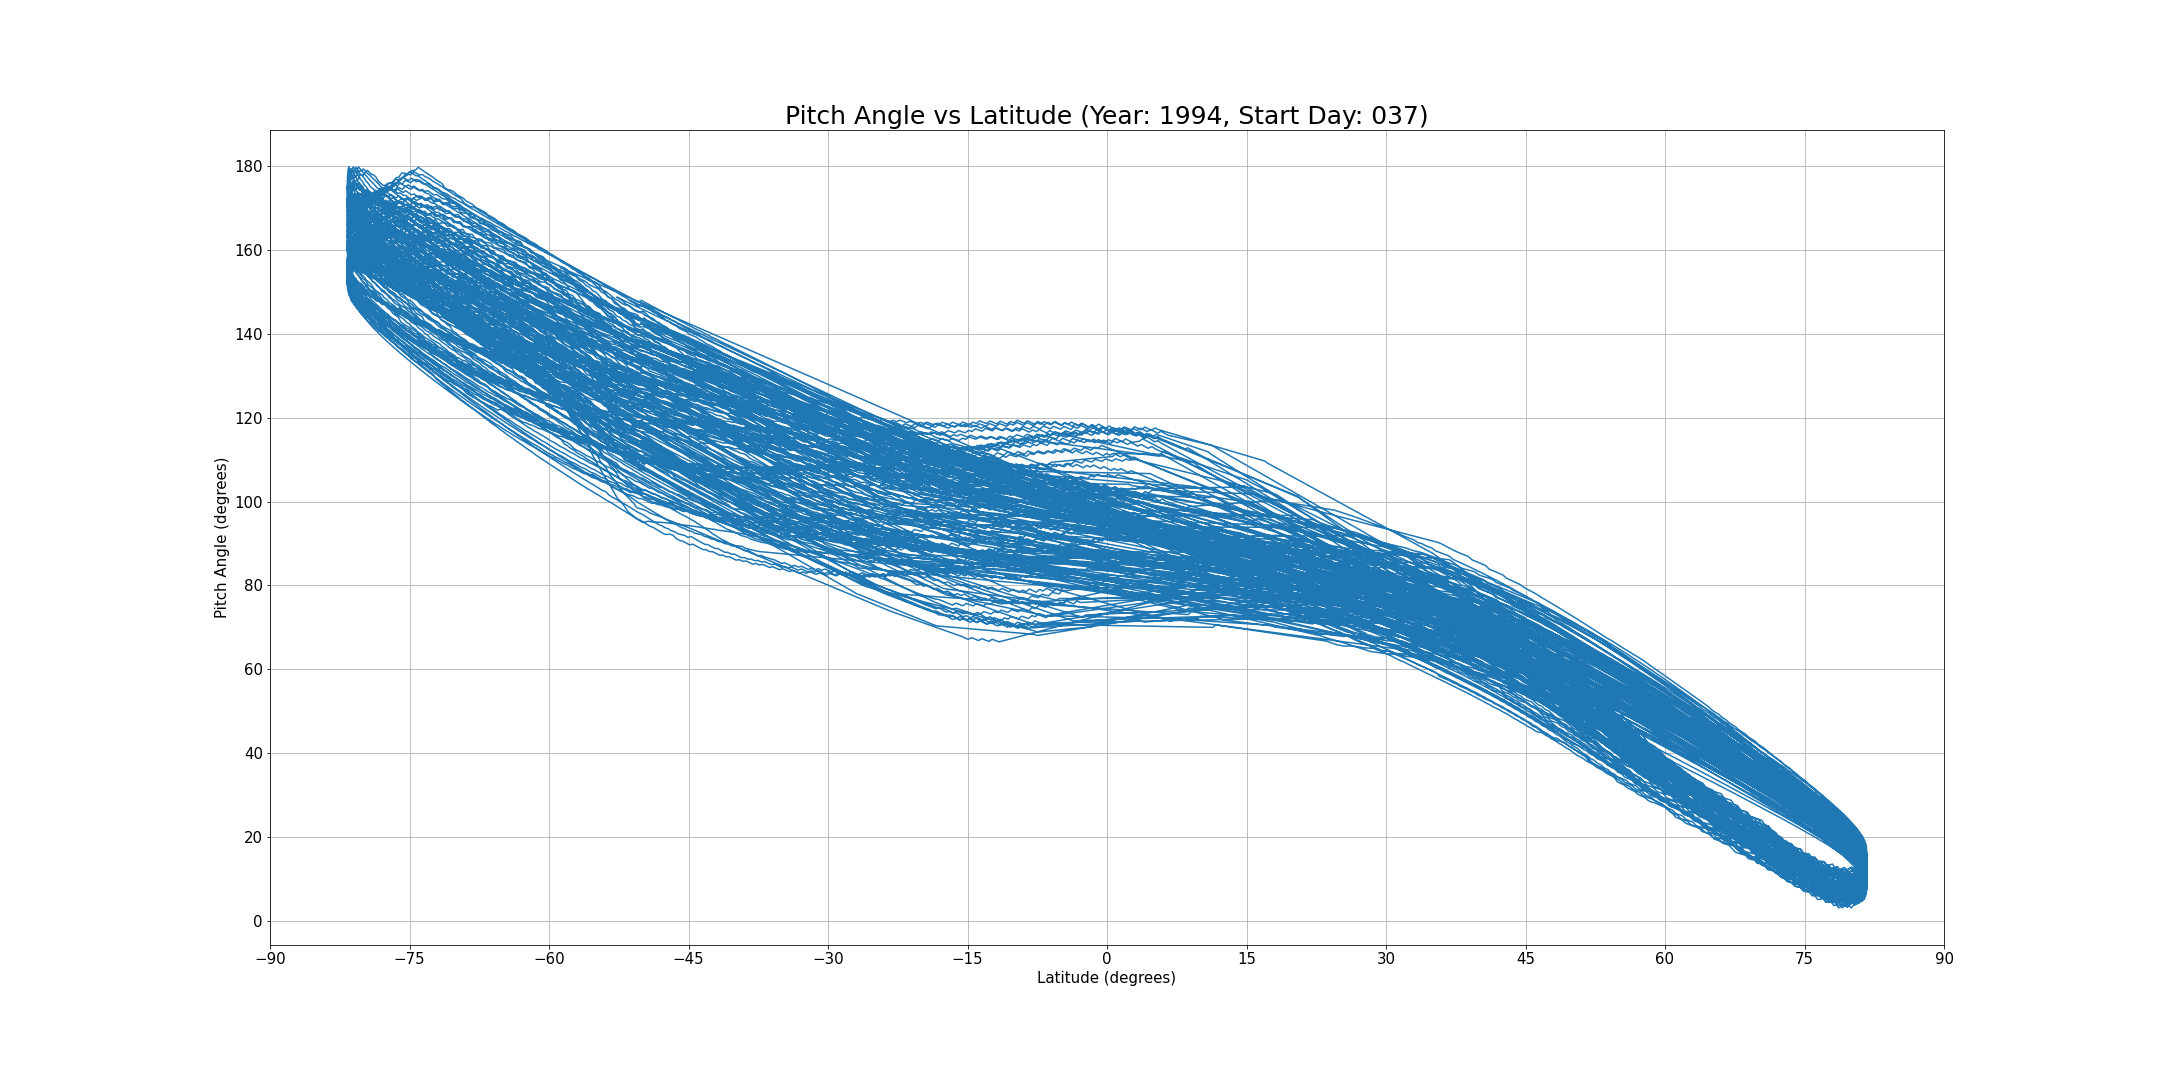 Pitch Angle vs Latitude (Year: 1994, Start Day: 037)
Pitch Angle (degrees)
180
160
140
120
100
80
60
40
20
0
−90 −75 −60 −45 −30 −15 0 15 30 45 60 75 90
Latitude (degrees)